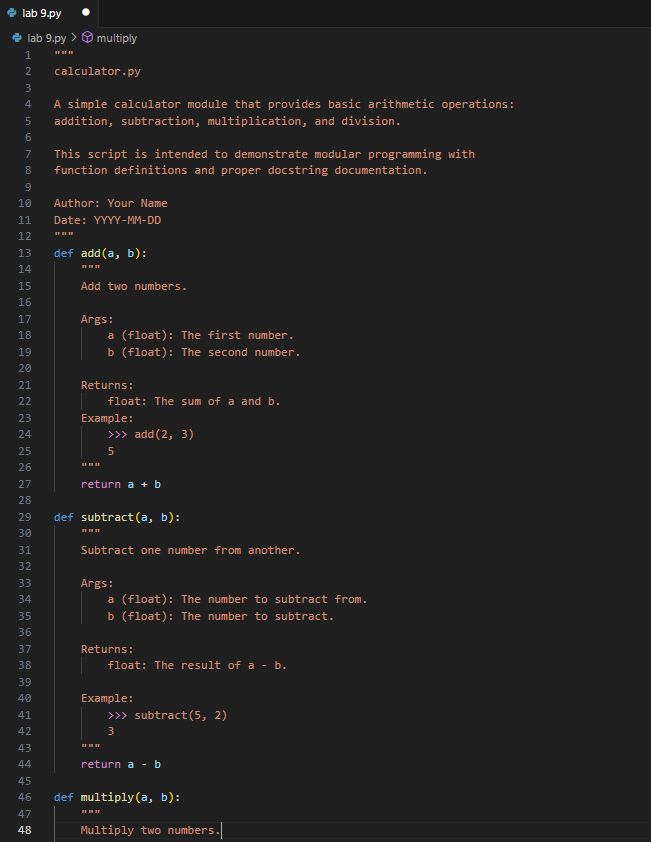 lab 9.py ●
lab 9.py > multiply
1 """
2 calculator.py
3
4 A simple calculator module that provides basic arithmetic operations:
5 addition, subtraction, multiplication, and division.
6
7 This script is intended to demonstrate modular programming with
8 function definitions and proper docstring documentation.
9
10 Author: Your Name
11 Date: YYYY-MM-DD
12 """
13 def add(a, b):
14     """
15     Add two numbers.
16
17     Args:
18         a (float): The first number.
19         b (float): The second number.
20
21     Returns:
22         float: The sum of a and b.
23     Example:
24         >>> add(2, 3)
25         5
26     """
27     return a + b
28
29 def subtract(a, b):
30     """
31     Subtract one number from another.
32
33     Args:
34         a (float): The number to subtract from.
35         b (float): The number to subtract.
36
37     Returns:
38         float: The result of a - b.
39
40     Example:
41         >>> subtract(5, 2)
42         3
43     """
44     return a - b
45
46 def multiply(a, b):
47     """
48     Multiply two numbers.